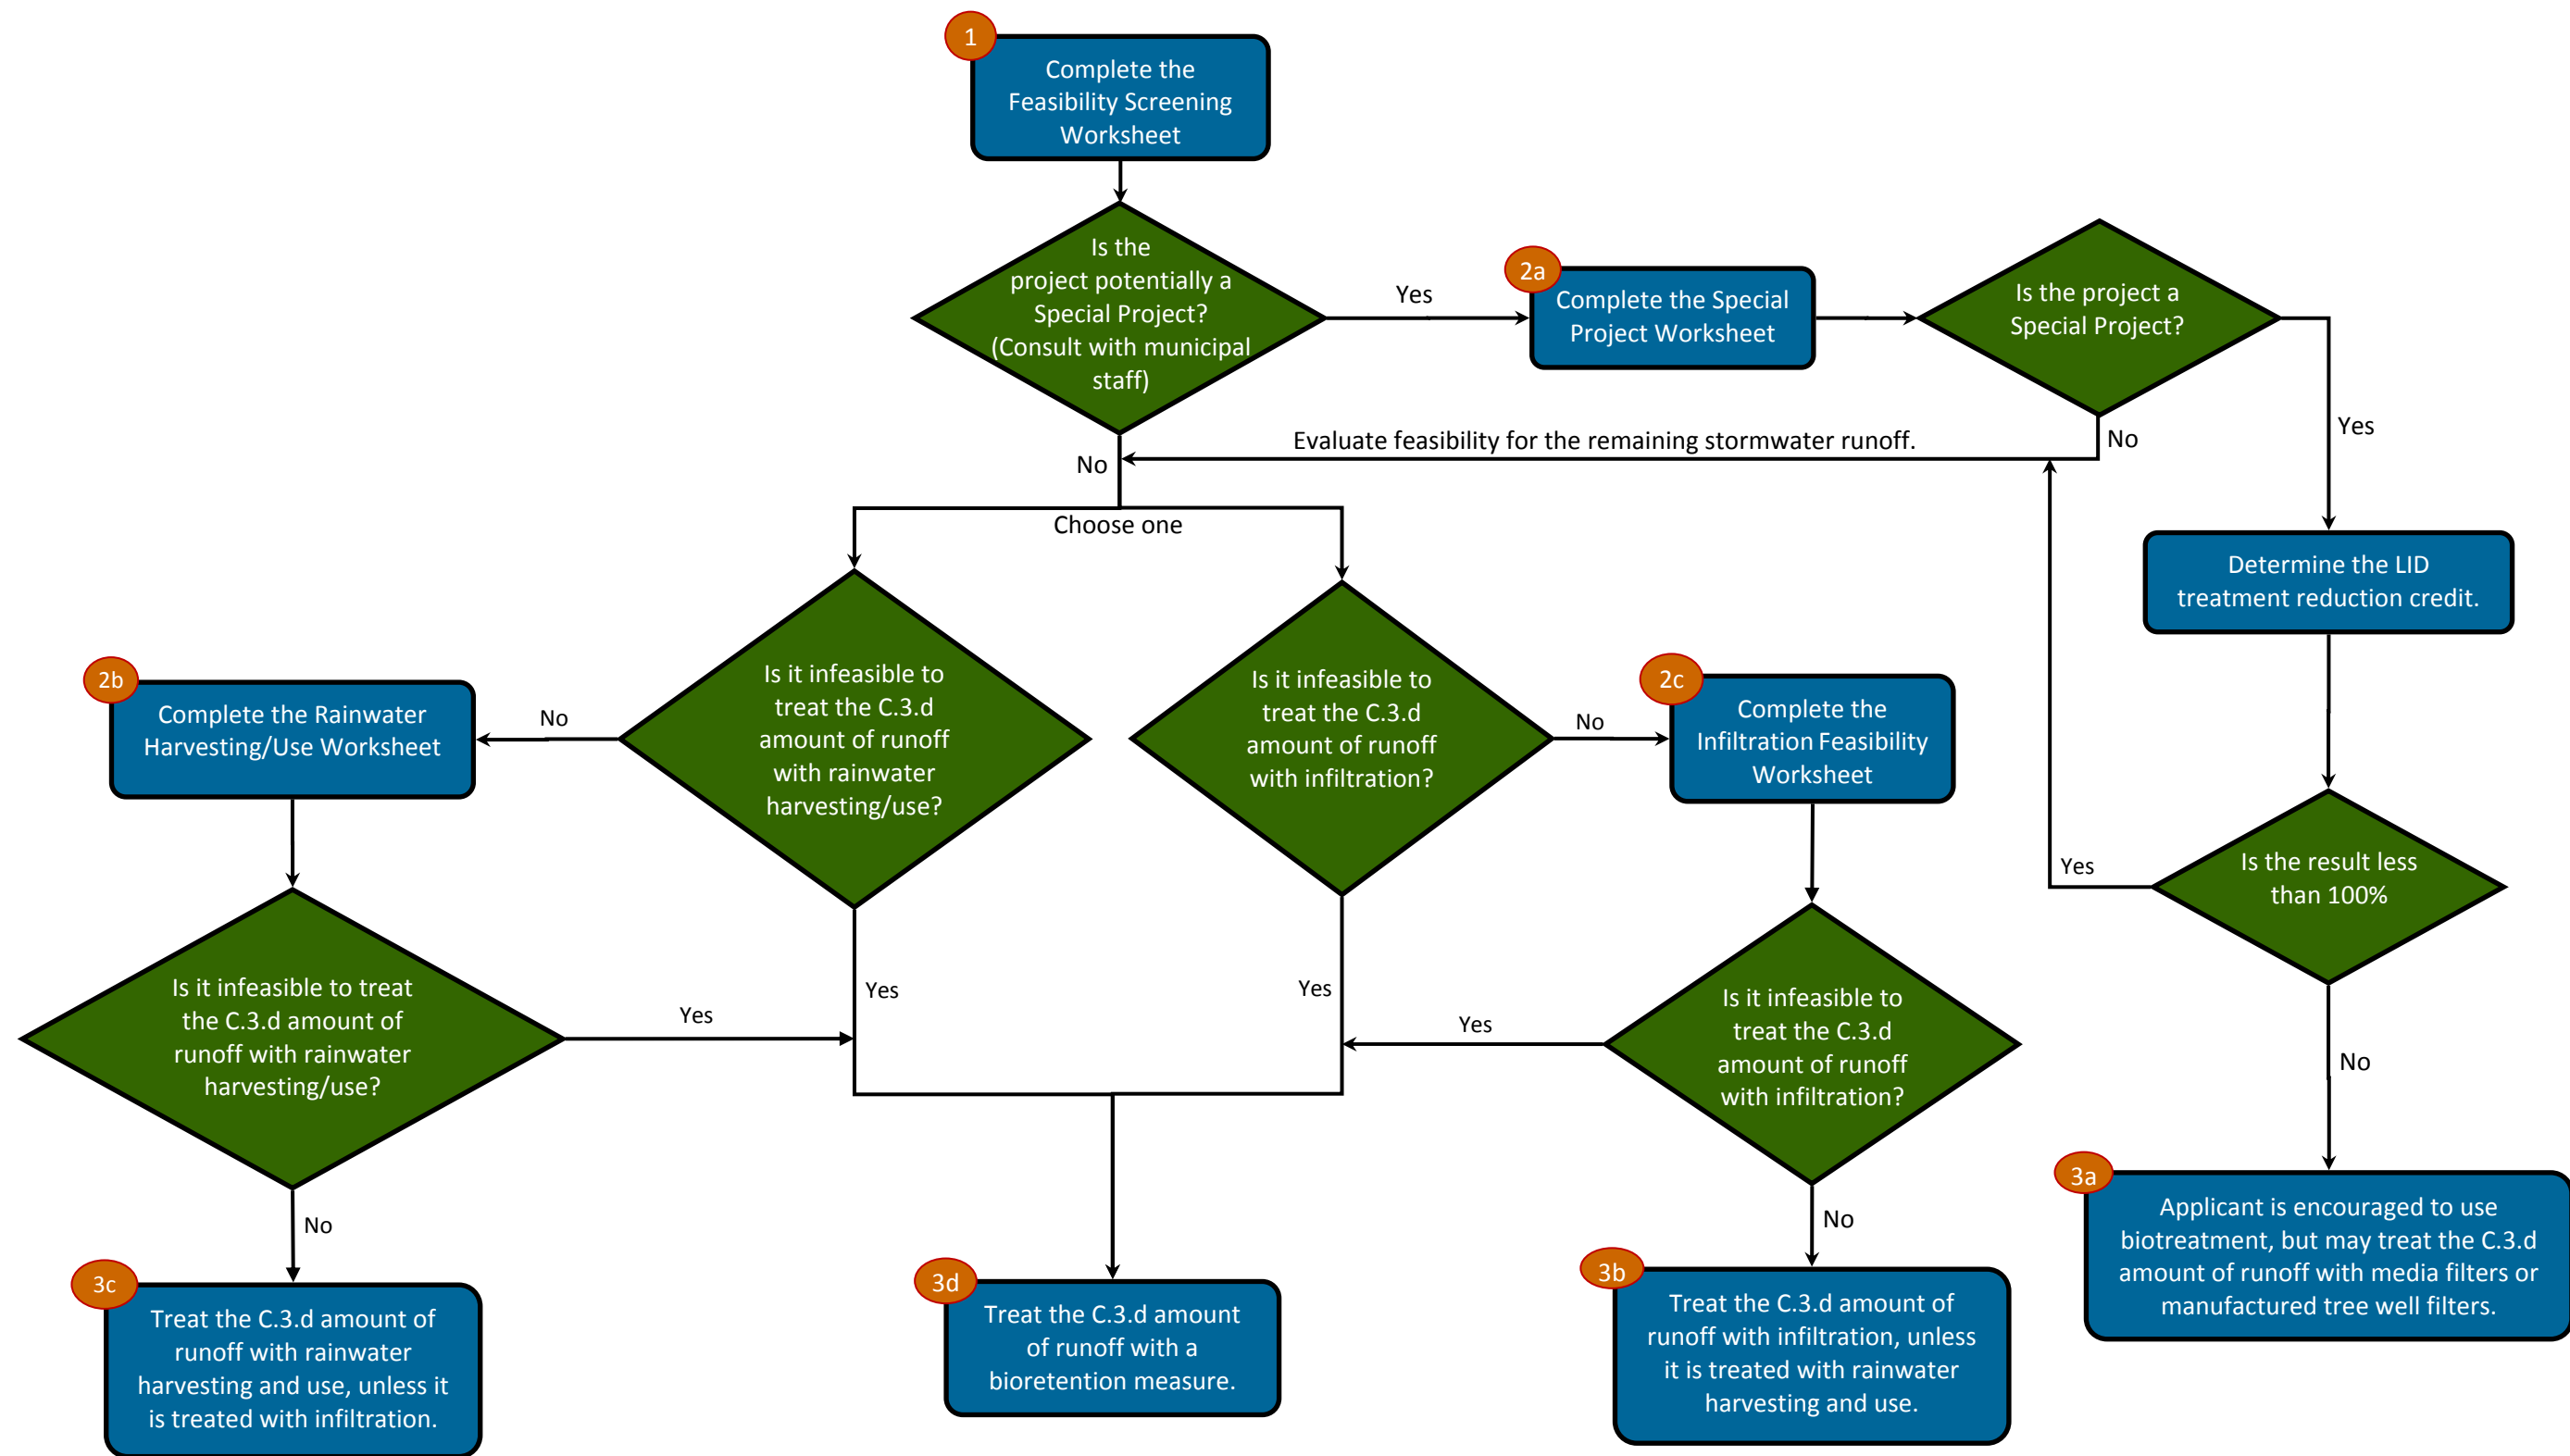 1
Complete the
Feasibility Screening
Worksheet
Is the
project potentially a
Special Project?
(Consult with municipal
staff)
Yes
2a
Complete the Special
Project Worksheet
Is the project a
Special Project?
Yes
No
Evaluate feasibility for the remaining stormwater runoff.
No
Choose one
Determine the LID
treatment reduction credit.
2b
Complete the Rainwater
Harvesting/Use Worksheet
No
Is it infeasible to
treat the C.3.d
amount of runoff
with rainwater
harvesting/use?
Is it infeasible to
treat the C.3.d
amount of runoff
with infiltration?
No
2c
Complete the
Infiltration Feasibility
Worksheet
Yes
Is the result less
than 100%
Is it infeasible to treat
the C.3.d amount of
runoff with rainwater
harvesting/use?
Yes
Yes
Yes
Yes
Is it infeasible to
treat the C.3.d
amount of runoff
with infiltration?
No
No
No
3c
Treat the C.3.d amount of
runoff with rainwater
harvesting and use, unless it
is treated with infiltration.
3d
Treat the C.3.d amount
of runoff with a
bioretention measure.
3b
Treat the C.3.d amount of
runoff with infiltration, unless
it is treated with rainwater
harvesting and use.
3a
Applicant is encouraged to use
biotreatment, but may treat the C.3.d
amount of runoff with media filters or
manufactured tree well filters.